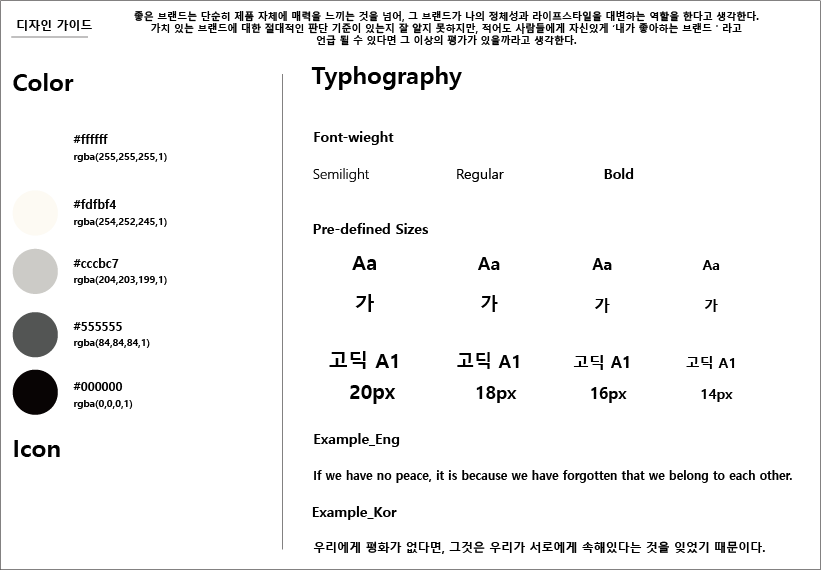 디자인 가이드
좋은 브랜드는 단순히 제품 자체에 매력을 느끼는 것을 넘어, 그 브랜드가 나의 정체성과 라이프스타일을 대변하는 역할을 한다고 생각한다.
가치 있는 브랜드에 대한 절대적인 판단 기준이 있는지 잘 알지 못하지만, 적어도 사람들에게 자신있게 '내가 좋아하는 브랜드 ' 라고
언급 될 수 있다면 그 이상의 평가가 있을까라고 생각한다.
Color
#ffffff
rgba(255,255,255,1)
#fdfbf4
rgba(254,252,245,1)
#cccbc7
rgba(204,203,199,1)
#555555
rgba(84,84,84,1)
#000000
rgba(0,0,0,1)
Icon
Typhography
Font-wieght
Semilight Regular Bold
Pre-defined Sizes
Aa Aa Aa Aa
가 가 가 가
고딕 A1 고딕 A1 고딕 A1 고딕 A1
20px 18px 16px 14px
Example_Eng
If we have no peace, it is because we have forgotten that we belong to each other.
Example_Kor
우리에게 평화가 없다면, 그것은 우리가 서로에게 속해있다는 것을 잊었기 때문이다.